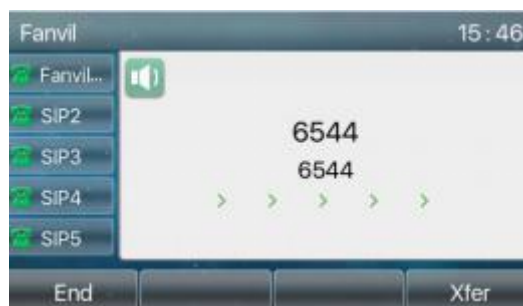 Fanvil 15:46
Fanvil...
SIP2
SIP3
SIP4
SIP5
6544
6544
> > > > >
End Xfer